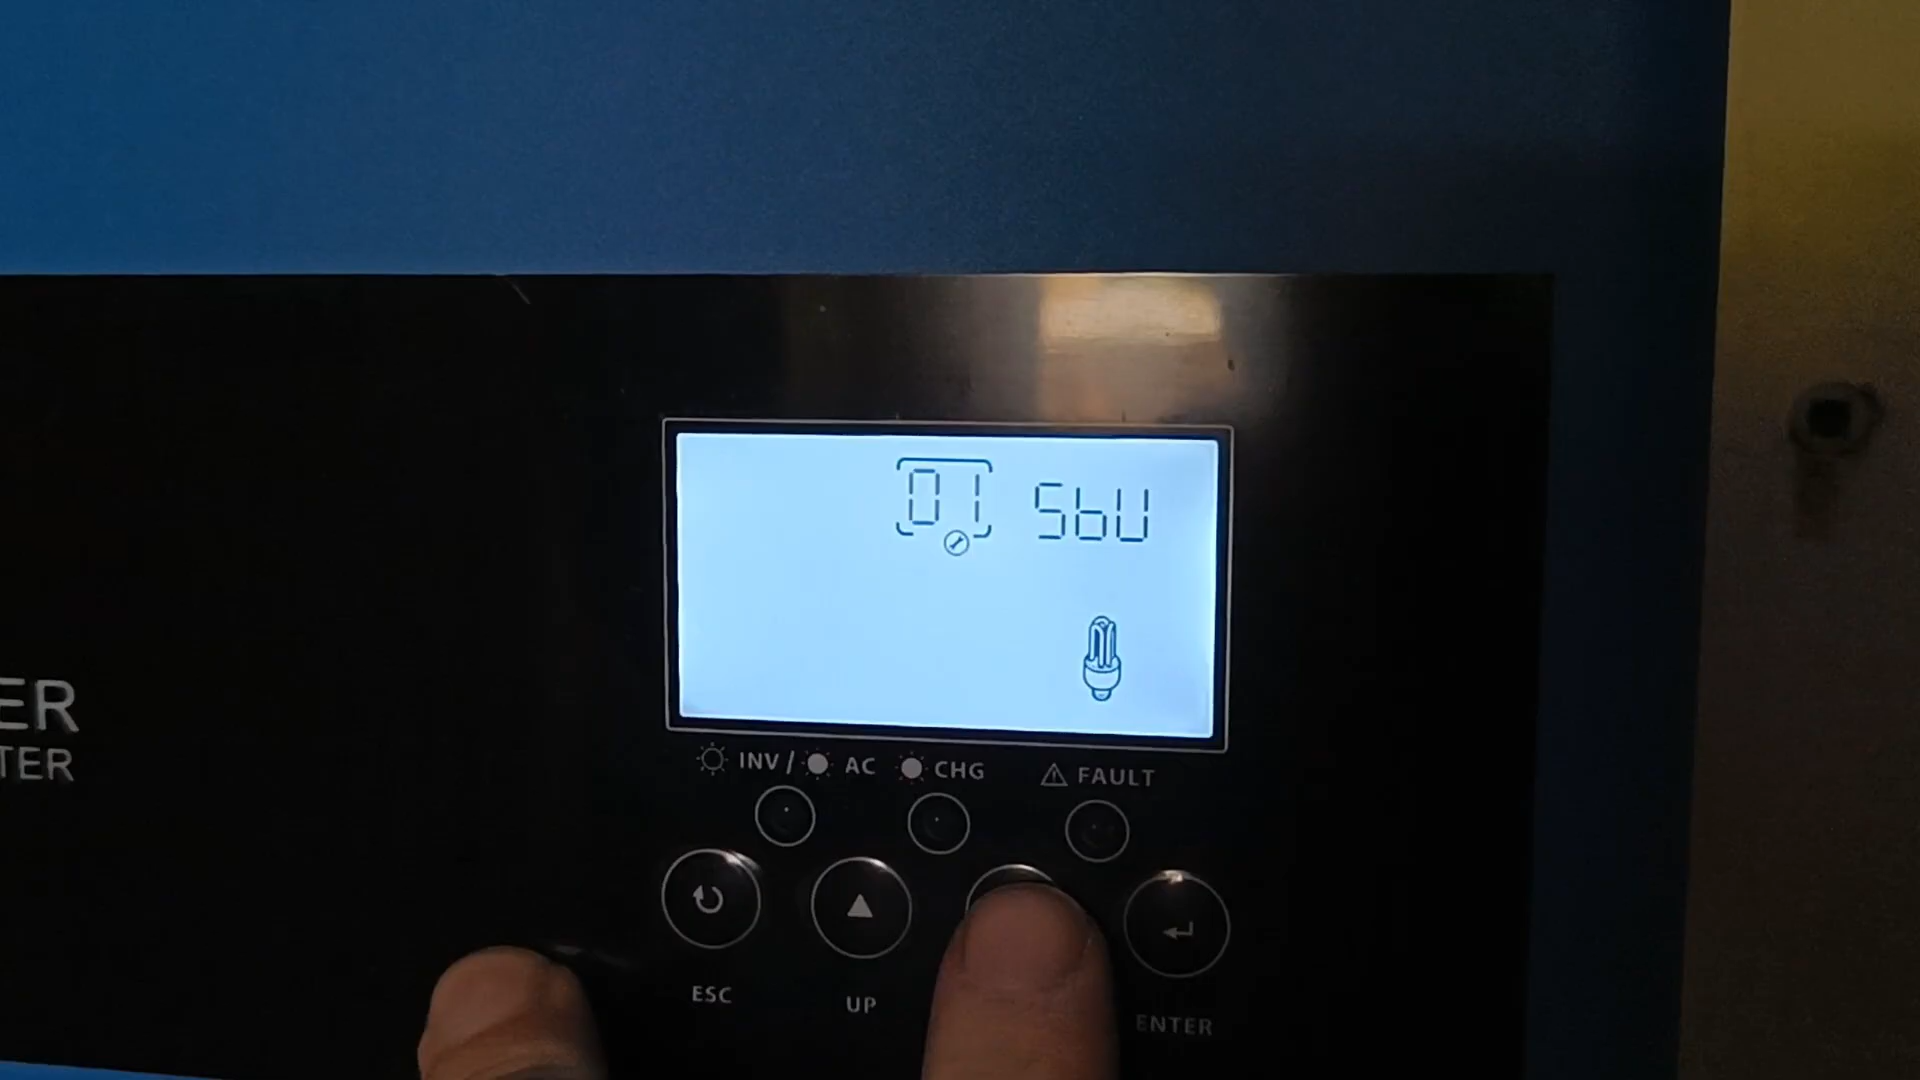 01 SbU
ER
TER
INV / AC CHG FAULT
ESC UP ENTER